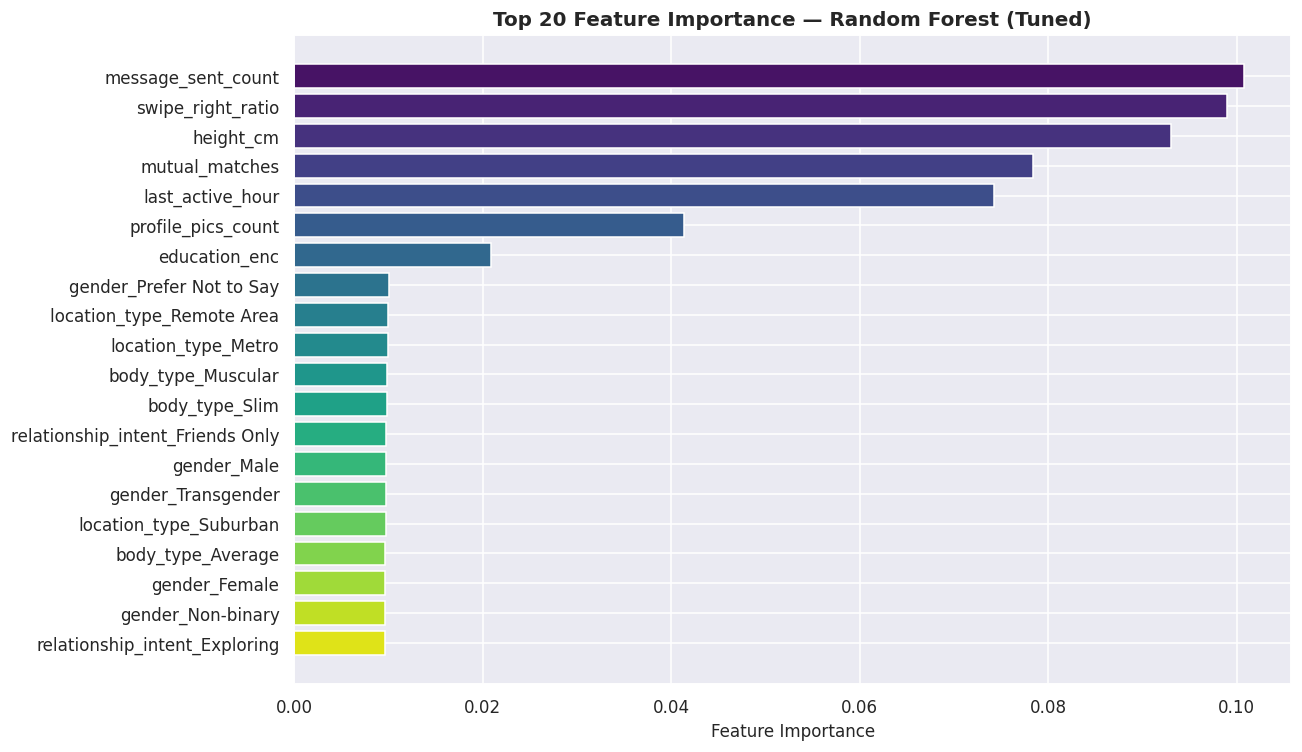 Top 20 Feature Importance — Random Forest (Tuned)
message_sent_count
swipe_right_ratio
height_cm
mutual_matches
last_active_hour
profile_pics_count
education_enc
gender_Prefer Not to Say
location_type_Remote Area
location_type_Metro
body_type_Muscular
body_type_Slim
relationship_intent_Friends Only
gender_Male
gender_Transgender
location_type_Suburban
body_type_Average
gender_Female
gender_Non-binary
relationship_intent_Exploring
0.00 0.02 0.04 0.06 0.08 0.10
Feature Importance